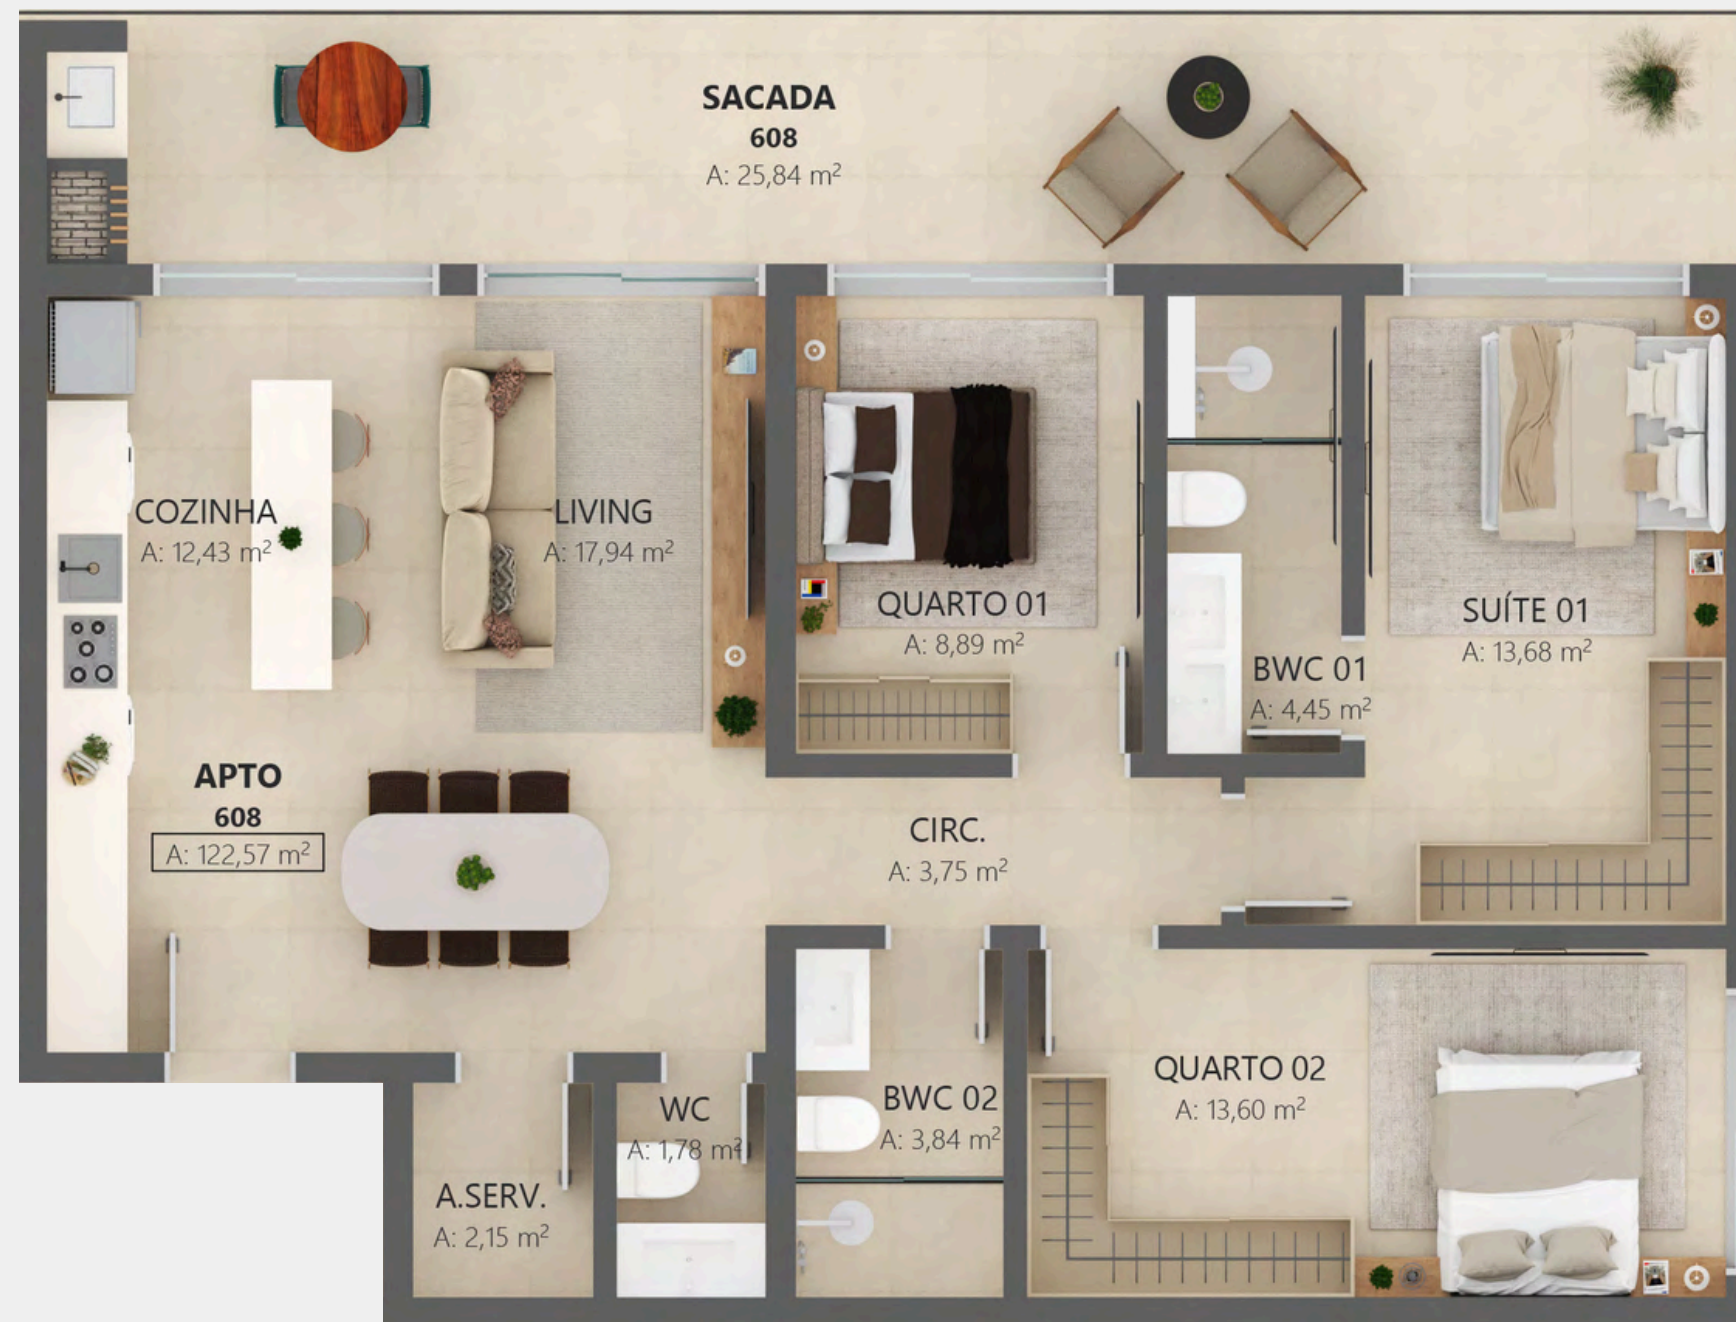 SACADA
608
A: 25,84 m²
COZINHA
A: 12,43 m²
LIVING
A: 17,94 m²
QUARTO 01
A: 8,89 m²
SUÍTE 01
A: 13,68 m²
BWC 01
A: 4,45 m²
APTO
608
A: 122,57 m²
CIRC.
A: 3,75 m²
QUARTO 02
A: 13,60 m²
WC
A: 1,78 m²
BWC 02
A: 3,84 m²
A.SERV.
A: 2,15 m²